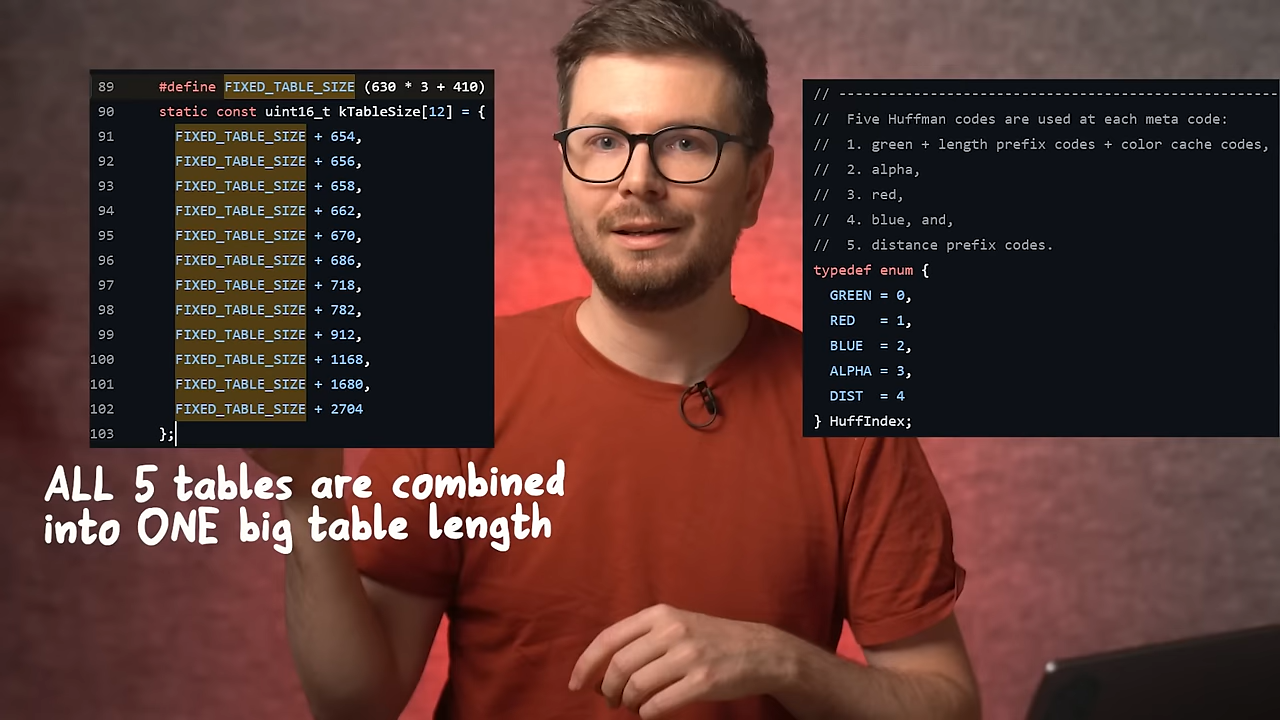 89 #define FIXED_TABLE_SIZE (630 * 3 + 410)
90 static const uint16_t kTableSize[12] = {
91 FIXED_TABLE_SIZE + 654,
92 FIXED_TABLE_SIZE + 656,
93 FIXED_TABLE_SIZE + 658,
94 FIXED_TABLE_SIZE + 662,
95 FIXED_TABLE_SIZE + 670,
96 FIXED_TABLE_SIZE + 686,
97 FIXED_TABLE_SIZE + 718,
98 FIXED_TABLE_SIZE + 782,
99 FIXED_TABLE_SIZE + 912,
100 FIXED_TABLE_SIZE + 1168,
101 FIXED_TABLE_SIZE + 1680,
102 FIXED_TABLE_SIZE + 2704
103 };
ALL 5 tables are combined
into ONE big table length
// -----------------------------------------------------
// Five Huffman codes are used at each meta code:
// 1. green + length prefix codes + color cache codes,
// 2. alpha,
// 3. red,
// 4. blue, and,
// 5. distance prefix codes.
typedef enum {
GREEN = 0,
RED = 1,
BLUE = 2,
ALPHA = 3,
DIST = 4
} HuffIndex;